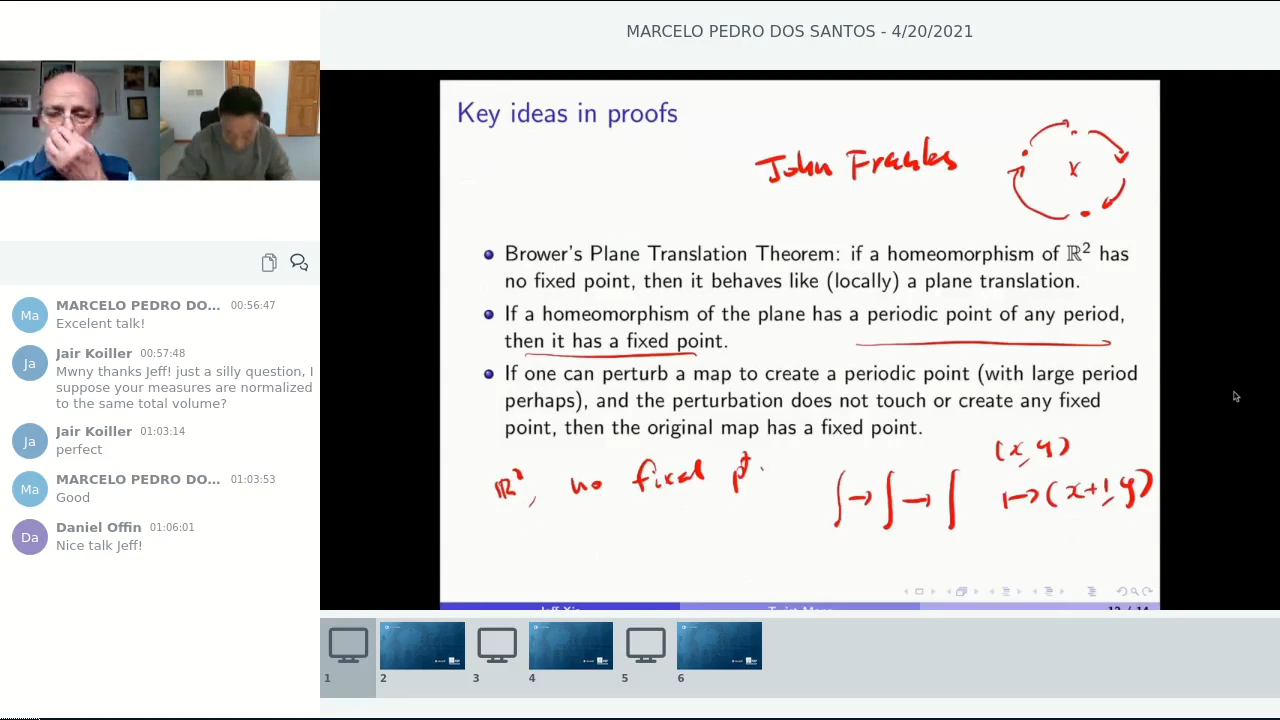 MARCELO PEDRO DOS SANTOS - 4/20/2021
Key ideas in proofs
John Franks
x
Brower's Plane Translation Theorem: if a homeomorphism of ℝ² has
no fixed point, then it behaves like (locally) a plane translation.
If a homeomorphism of the plane has a periodic point of any period,
then it has a fixed point.
If one can perturb a map to create a periodic point (with large period
perhaps), and the perturbation does not touch or create any fixed
point, then the original map has a fixed point.
(x, y)
ℝ², no fixed pt.
↦ (x+1, y)
Ma
MARCELO PEDRO DO... 00:56:47
Excelent talk!
Ja
Jair Koiller 00:57:48
Mwny thanks Jeff! just a silly question, I
suppose your measures are normalized
to the same total volume?
Ja
Jair Koiller 01:03:14
perfect
Ma
MARCELO PEDRO DO... 01:03:53
Good
Da
Daniel Offin 01:06:01
Nice talk Jeff!
1
2
3
4
5
6